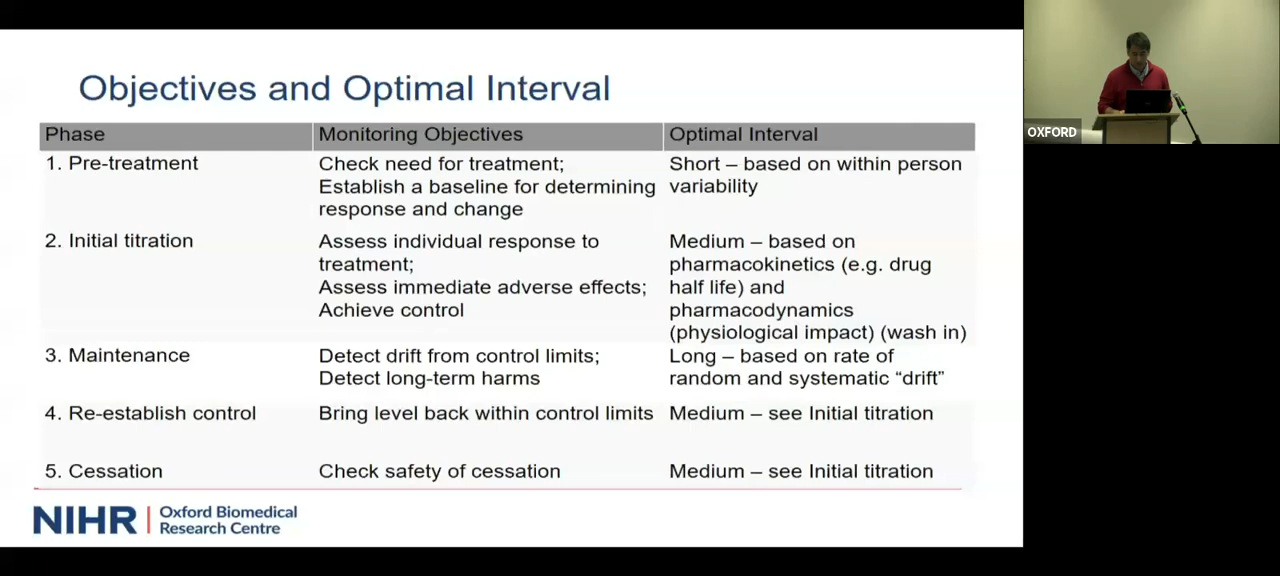 Objectives and Optimal Interval
Phase
Monitoring Objectives
Optimal Interval
1. Pre-treatment
Check need for treatment;
Establish a baseline for determining
response and change
Short – based on within person
variability
2. Initial titration
Assess individual response to
treatment;
Assess immediate adverse effects;
Achieve control
Medium – based on
pharmacokinetics (e.g. drug
half life) and
pharmacodynamics
(physiological impact) (wash in)
3. Maintenance
Detect drift from control limits;
Detect long-term harms
Long – based on rate of
random and systematic “drift”
4. Re-establish control
Bring level back within control limits
Medium – see Initial titration
5. Cessation
Check safety of cessation
Medium – see Initial titration
NIHR
Oxford Biomedical
Research Centre
OXFORD